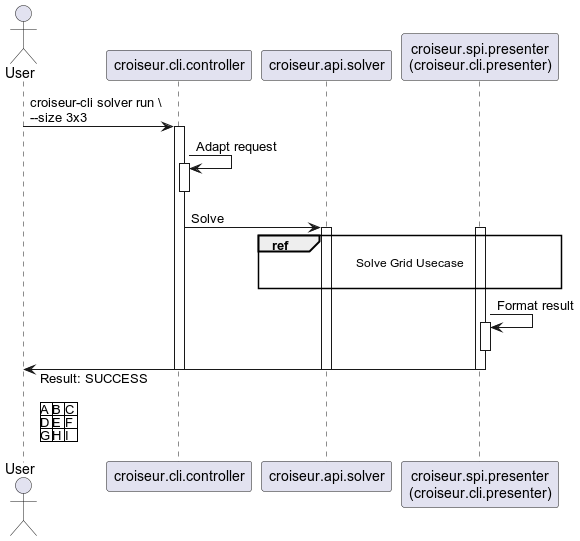 User
croiseur.cli.controller
croiseur.api.solver
croiseur.spi.presenter
(croiseur.cli.presenter)
croiseur-cli solver run \
--size 3x3
Adapt request
Solve
ref
Solve Grid Usecase
Format result
Result: SUCCESS
A B C
D E F
G H I
User
croiseur.cli.controller
croiseur.api.solver
croiseur.spi.presenter
(croiseur.cli.presenter)